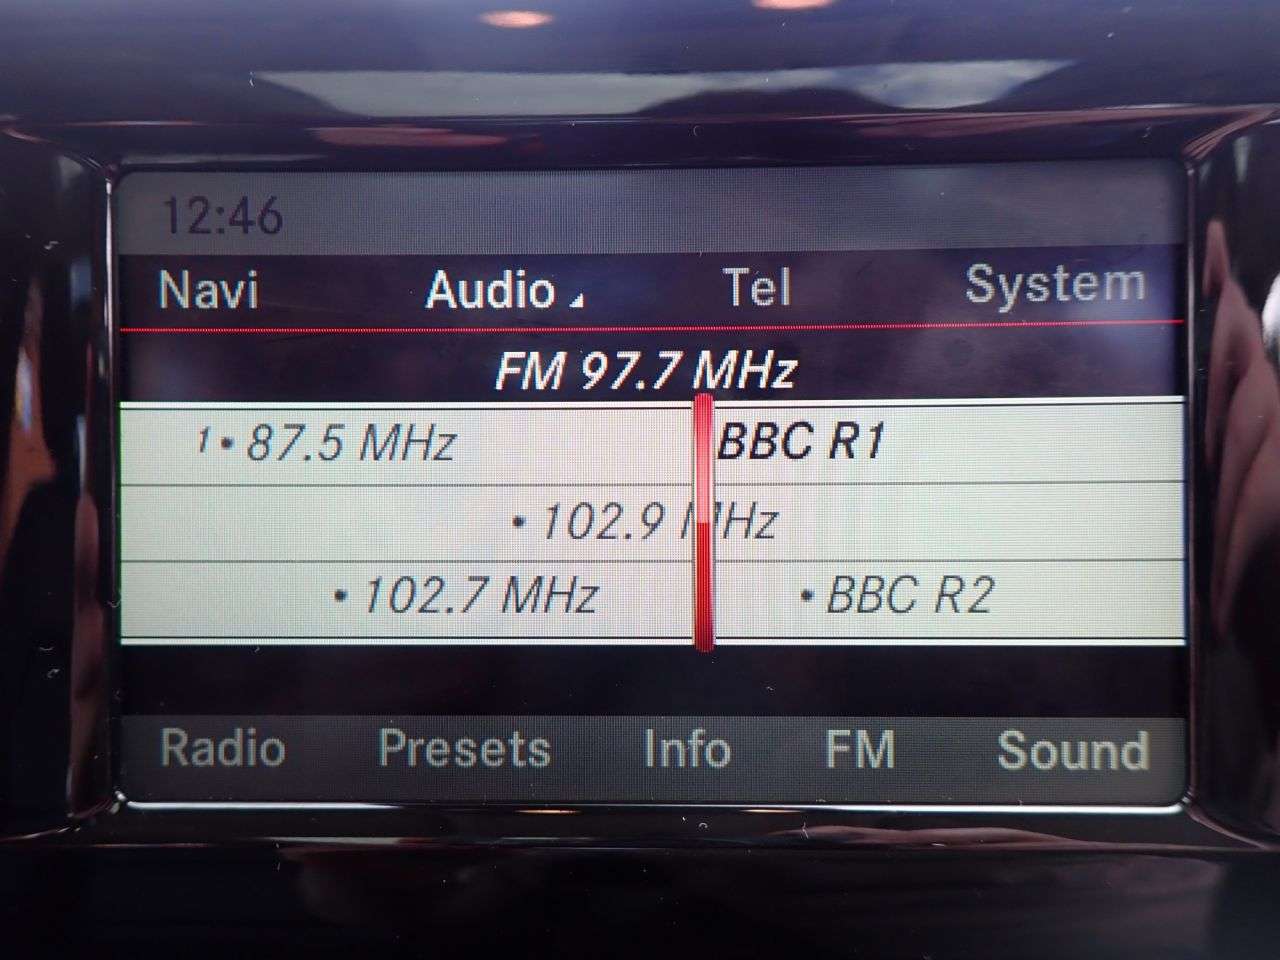 12:46
Navi Audio Tel System
FM 97.7 MHz
1 • 87.5 MHz BBC R1
• 102.9 MHz
• 102.7 MHz • BBC R2
Radio Presets Info FM Sound